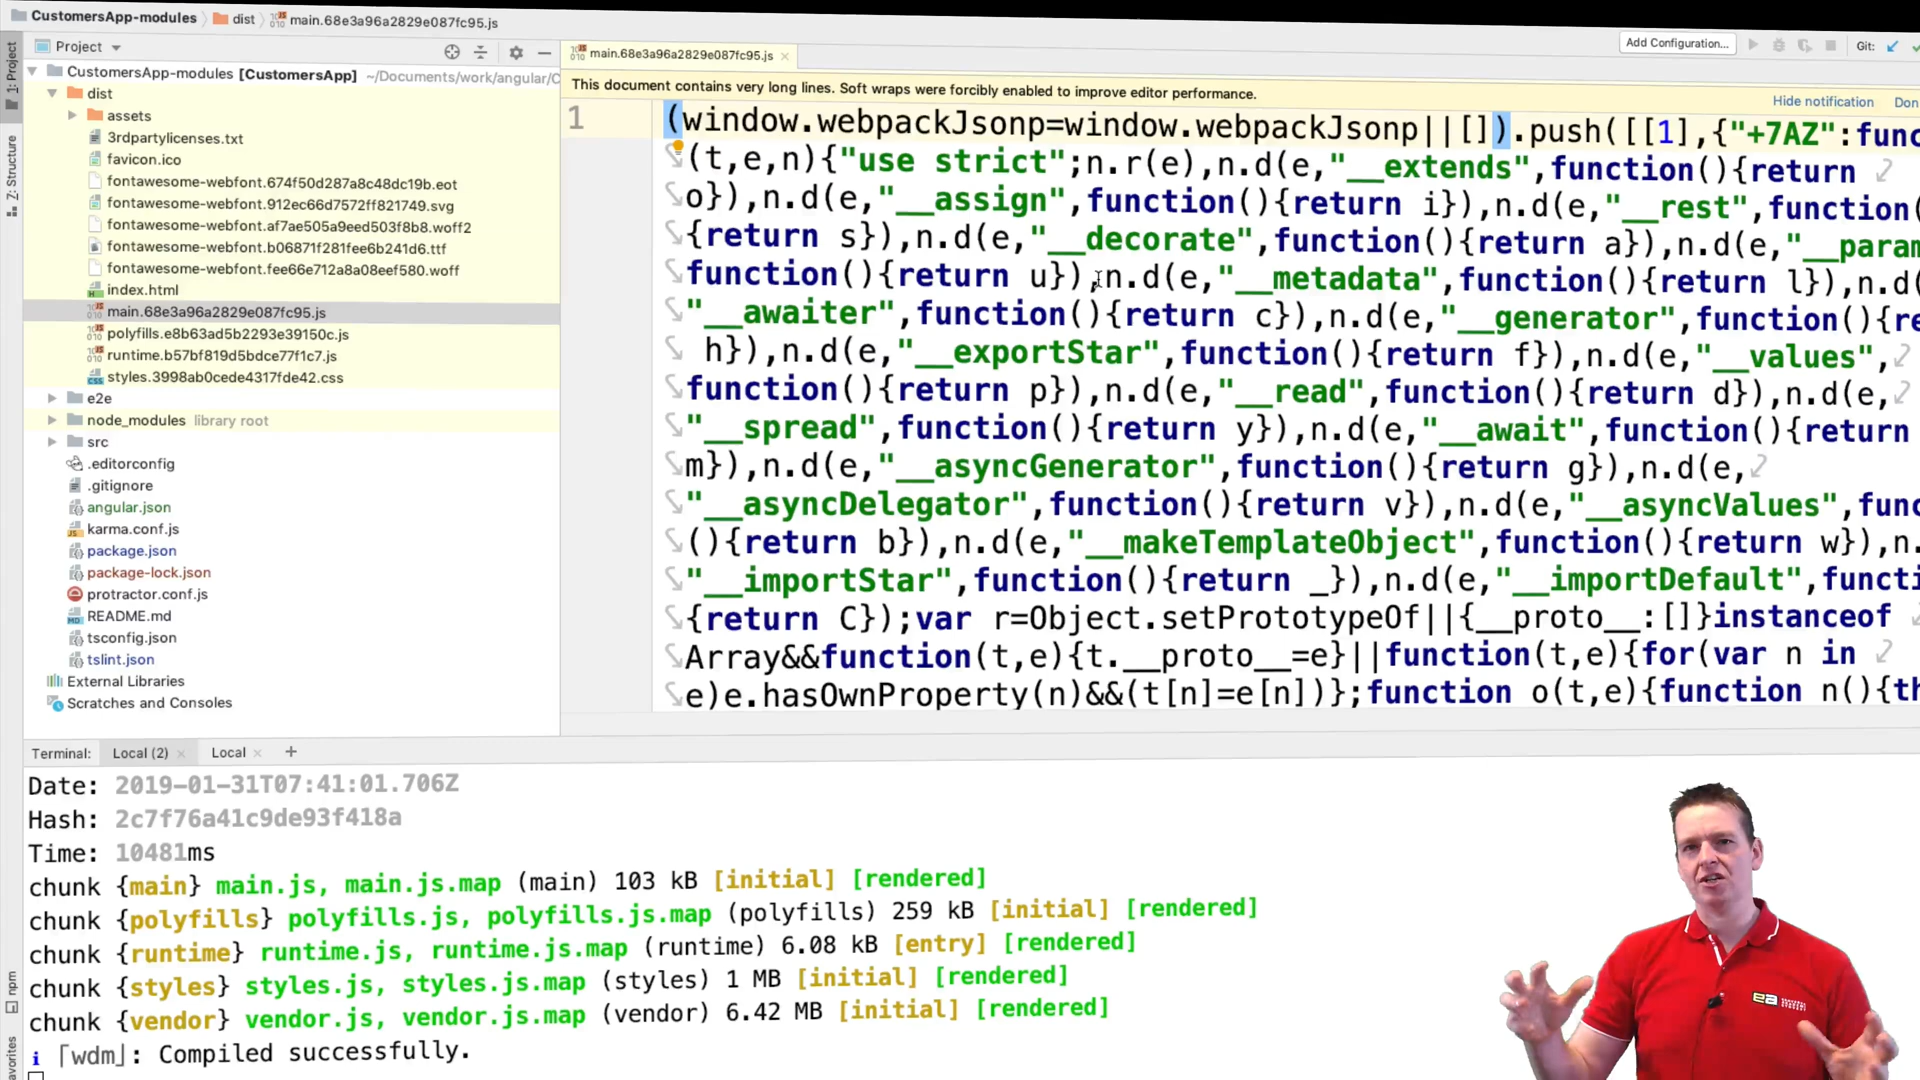 CustomersApp-modules dist main.68e3a96a2829e087fc95.js
Project
Add Configuration...
Git:
main.68e3a96a2829e087fc95.js
CustomersApp-modules [CustomersApp] ~/Documents/work/angular/C
This document contains very long lines. Soft wraps were forcibly enabled to improve editor performance.
Hide notification
Don
dist
assets
3rdpartylicenses.txt
favicon.ico
fontawesome-webfont.674f50d287a8c48dc19b.eot
fontawesome-webfont.912ec66d7572ff821749.svg
fontawesome-webfont.af7ae505a9eed503f8b8.woff2
fontawesome-webfont.b06871f281fee6b241d6.ttf
fontawesome-webfont.fee66e712a8a08eef580.woff
index.html
main.68e3a96a2829e087fc95.js
polyfills.e8b63ad5b2293e39150c.js
runtime.b57bf819d5bdce77f1c7.js
styles.3998ab0cede4317fde42.css
e2e
node_modules library root
src
.editorconfig
.gitignore
angular.json
karma.conf.js
package.json
package-lock.json
protractor.conf.js
README.md
tsconfig.json
tslint.json
External Libraries
Scratches and Consoles
1: Project
Z: Structure
npm
avorites
1
(window.webpackJsonp=window.webpackJsonp||[]).push([[1],{"+7AZ":func
(t,e,n){"use strict";n.r(e),n.d(e,"__extends",function(){return
o}),n.d(e,"__assign",function(){return i}),n.d(e,"__rest",function(
{return s}),n.d(e,"__decorate",function(){return a}),n.d(e,"__param
function(){return u}),n.d(e,"__metadata",function(){return l}),n.d(
"__awaiter",function(){return c}),n.d(e,"__generator",function(){re
h}),n.d(e,"__exportStar",function(){return f}),n.d(e,"__values",
function(){return p}),n.d(e,"__read",function(){return d}),n.d(e,
"__spread",function(){return y}),n.d(e,"__await",function(){return
m}),n.d(e,"__asyncGenerator",function(){return g}),n.d(e,
"__asyncDelegator",function(){return v}),n.d(e,"__asyncValues",func
(){return b}),n.d(e,"__makeTemplateObject",function(){return w}),n.
"__importStar",function(){return _}),n.d(e,"__importDefault",functi
{return C});var r=Object.setPrototypeOf||{__proto__:[]}instanceof
Array&&function(t,e){t.__proto__=e}||function(t,e){for(var n in
e)e.hasOwnProperty(n)&&(t[n]=e[n])};function o(t,e){function n(){th
Terminal: Local (2) Local +
Date: 2019-01-31T07:41:01.706Z
Hash: 2c7f76a41c9de93f418a
Time: 10481ms
chunk {main} main.js, main.js.map (main) 103 kB [initial] [rendered]
chunk {polyfills} polyfills.js, polyfills.js.map (polyfills) 259 kB [initial] [rendered]
chunk {runtime} runtime.js, runtime.js.map (runtime) 6.08 kB [entry] [rendered]
chunk {styles} styles.js, styles.js.map (styles) 1 MB [initial] [rendered]
chunk {vendor} vendor.js, vendor.js.map (vendor) 6.42 MB [initial] [rendered]
i ｢wdm｣: Compiled successfully.
ea